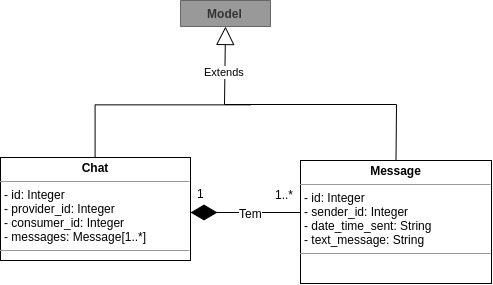 Model
Extends
Chat
- id: Integer
- provider_id: Integer
- consumer_id: Integer
- messages: Message[1..*]
1
1..*
Tem
Message
- id: Integer
- sender_id: Integer
- date_time_sent: String
- text_message: String